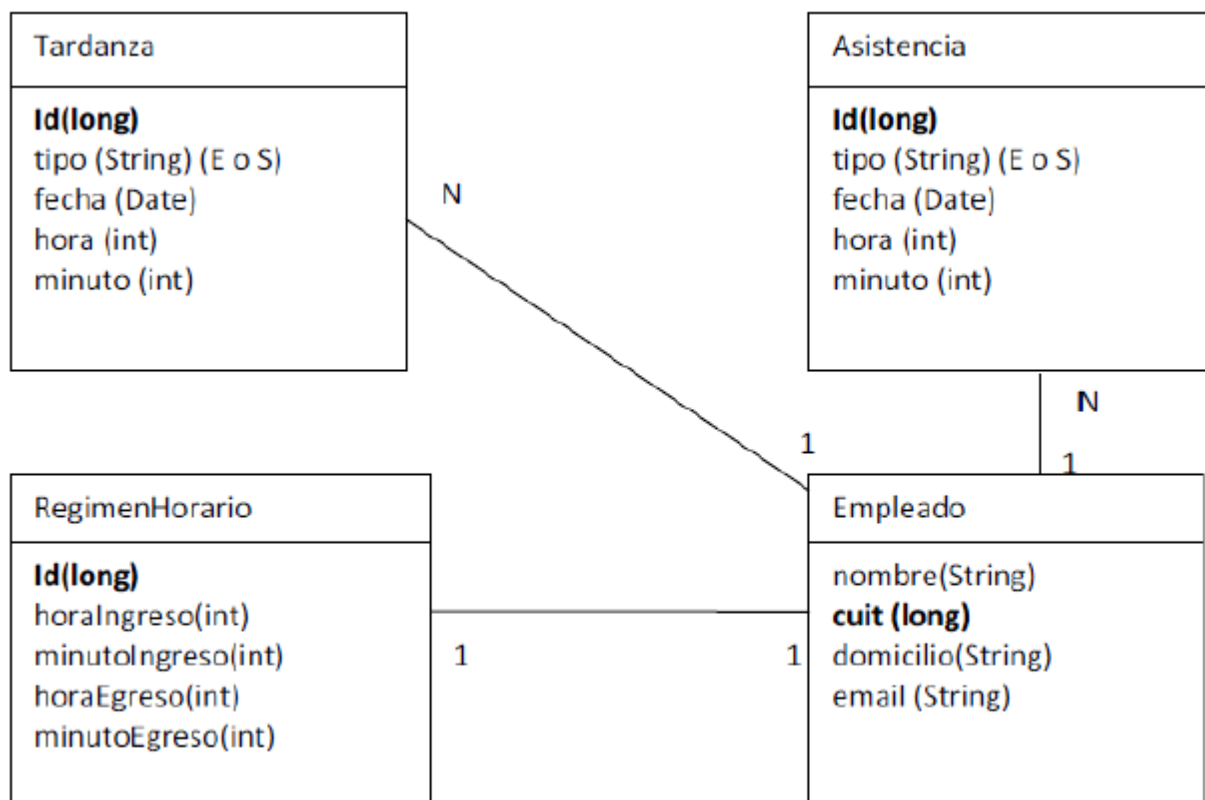 Tardanza
Id(long)
tipo (String) (E o S)
fecha (Date)
hora (int)
minuto (int)
N
Asistencia
Id(long)
tipo (String) (E o S)
fecha (Date)
hora (int)
minuto (int)
N
1
1
RegimenHorario
Id(long)
horaIngreso(int)
minutoIngreso(int)
horaEgreso(int)
minutoEgreso(int)
1
1
Empleado
nombre(String)
cuit (long)
domicilio(String)
email (String)